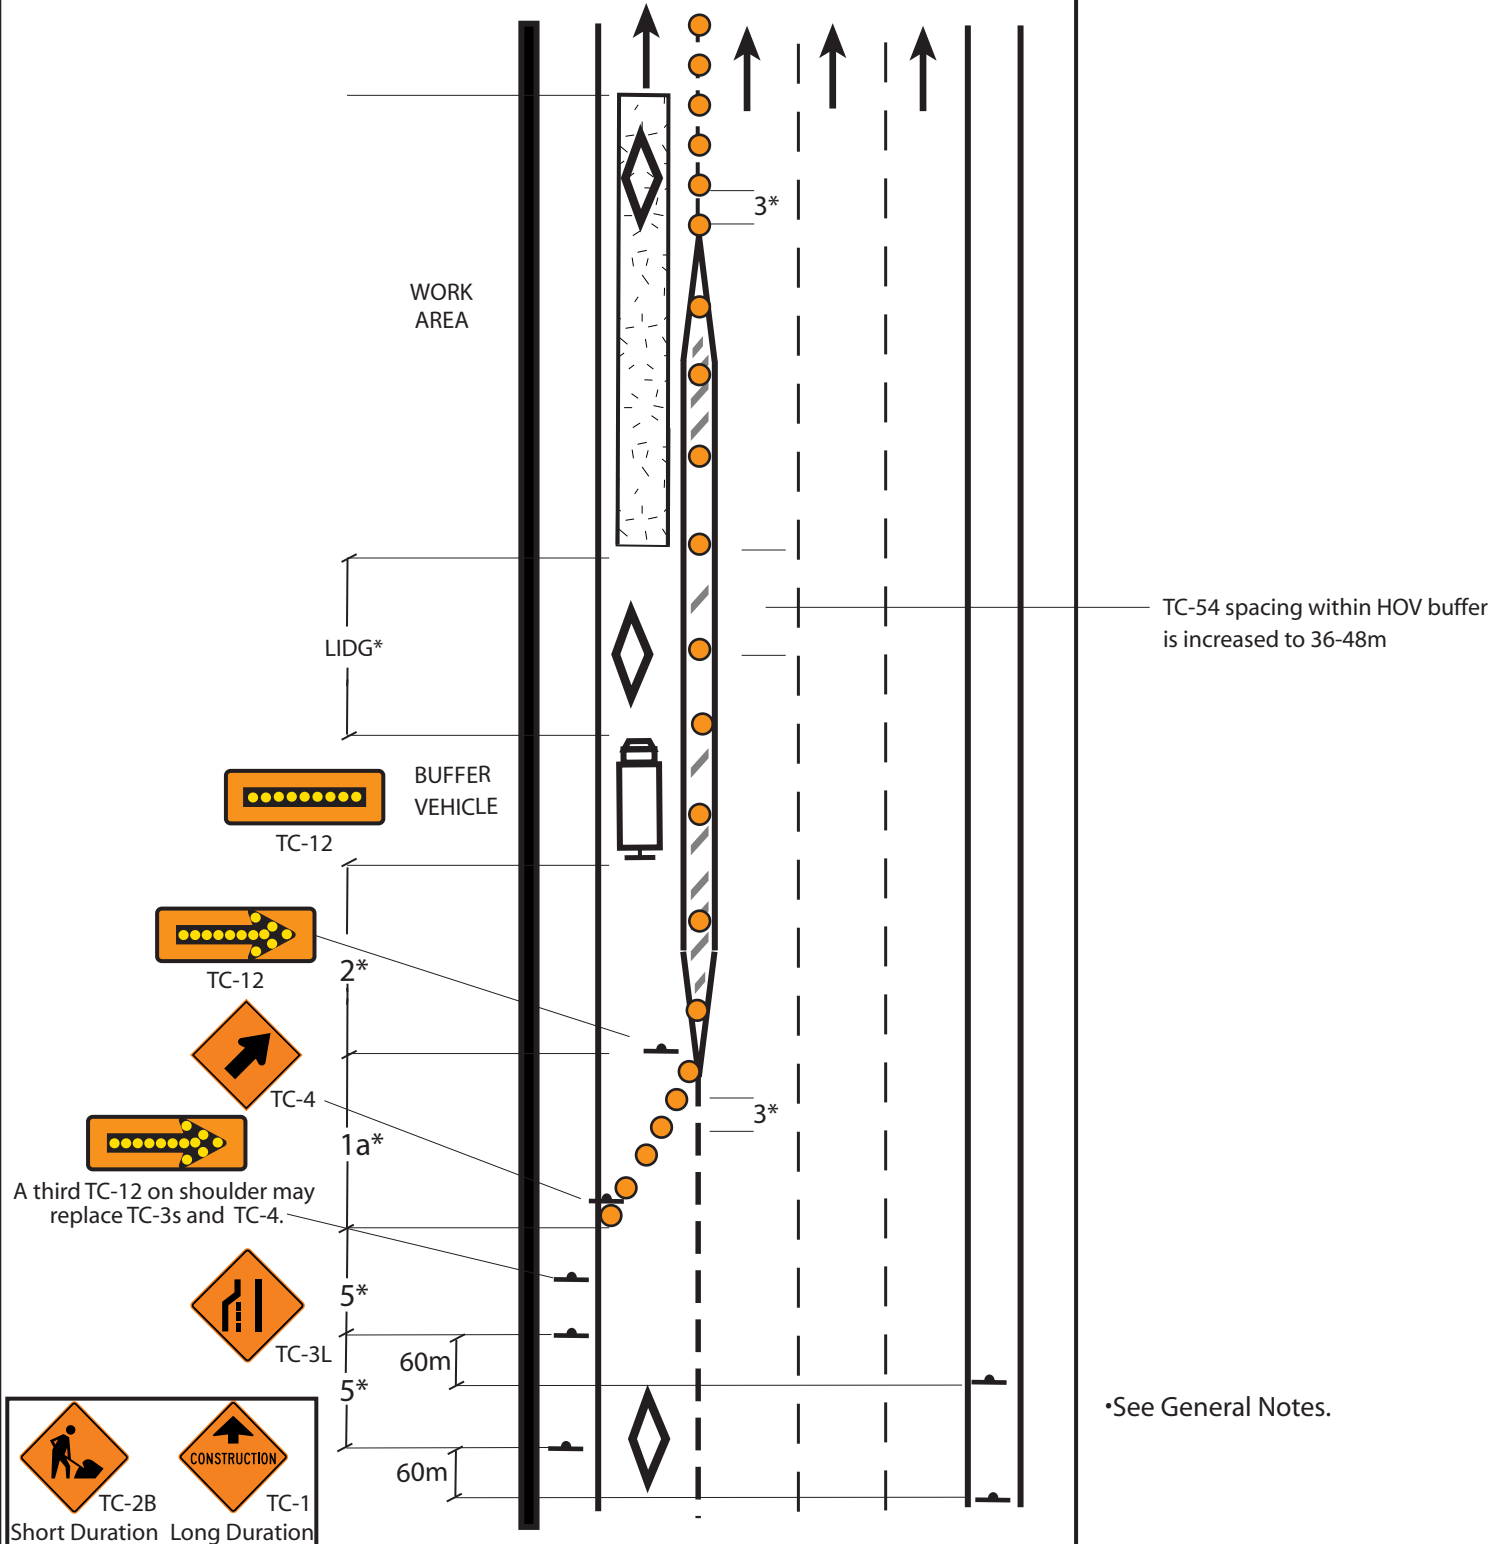 3*
WORK
AREA
TC-54 spacing within HOV buffer
is increased to 36-48m
LIDG*
BUFFER
VEHICLE
TC-12
2*
TC-12
TC-4
3*
1a*
A third TC-12 on shoulder may
replace TC-3s and TC-4.
5*
TC-3L
60m
5*
•See General Notes.
CONSTRUCTION
60m
TC-2B
TC-1
Short Duration
Long Duration